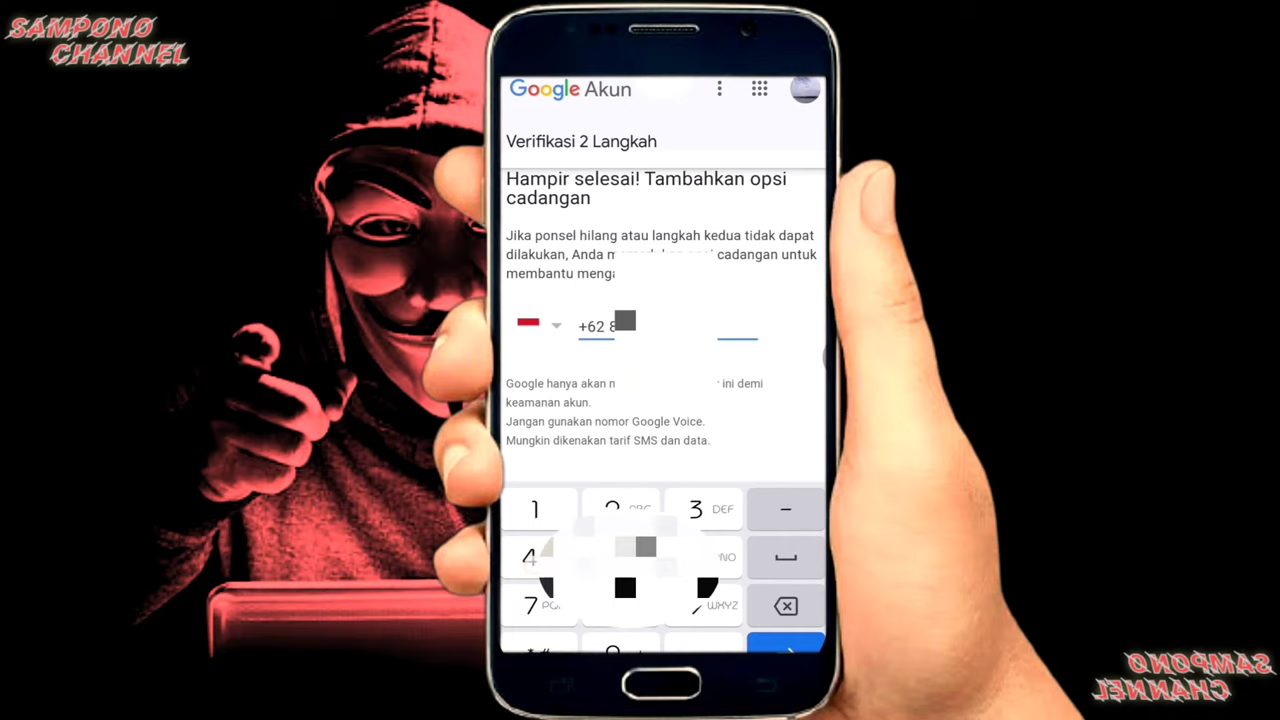 SAMPONO
CHANNEL
Google Akun
Verifikasi 2 Langkah
Hampir selesai! Tambahkan opsi
cadangan
Jika ponsel hilang atau langkah kedua tidak dapat
dilakukan, Anda cadangan untuk
membantu
+62 8
Google hanya akan ini demi
keamanan akun.
Jangan gunakan nomor Google Voice.
Mungkin dikenakan tarif SMS dan data.
1 3 DEF –
4
7 WXYZ
SAMPONO
CHANNEL